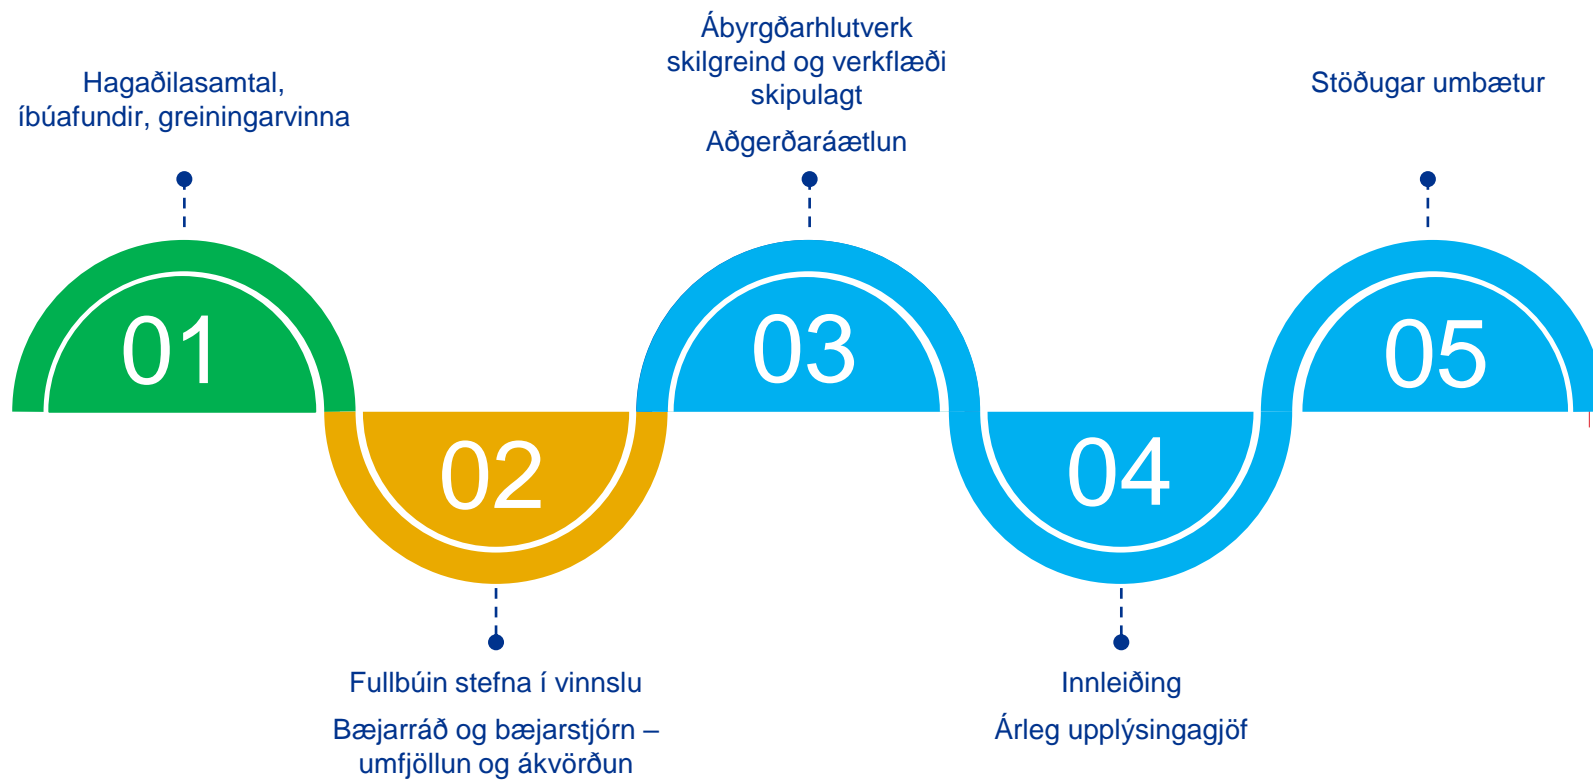 Hagaðilasamtal,
íbúafundir, greiningarvinna
01
Fullbúin stefna í vinnslu
Bæjarráð og bæjarstjórn –
umfjöllun og ákvörðun
02
Ábyrgðarhlutverk
skilgreind og verkflæði
skipulagt
Aðgerðaráætlun
03
Innleiðing
Árleg upplýsingagjöf
04
Stöðugar umbætur
05